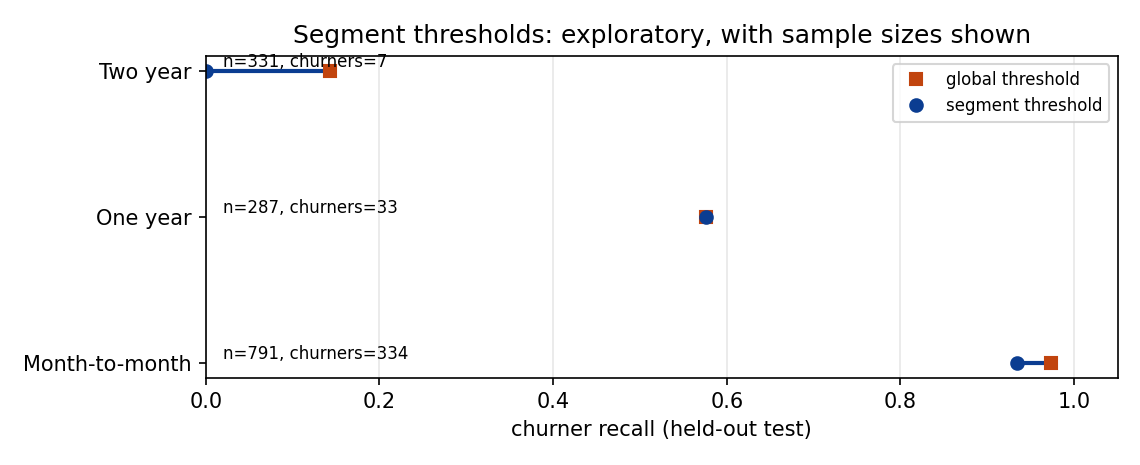 Segment thresholds: exploratory, with sample sizes shown
Two year
n=331, churners=7
global threshold
segment threshold
One year
n=287, churners=33
Month-to-month
n=791, churners=334
0.0 0.2 0.4 0.6 0.8 1.0
churner recall (held-out test)